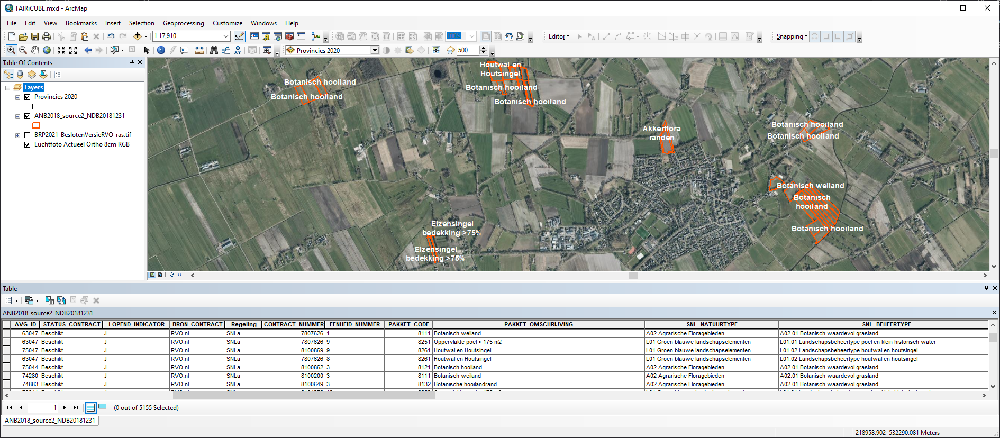 FAIRiCUBE.mxd - ArcMap
File Edit View Bookmarks Insert Selection Geoprocessing Customize Windows Help
1:17,910 100% Editor Snapping
Provincies 2020 500
Table Of Contents
Layers
Provincies 2020
ANB2018_source2_NDB20181231
BRP2021_BeslotenVersieRVO_ras.tif
Luchtfoto Actueel Ortho 8cm RGB
Botanisch hooiland
Botanisch hooiland
Houtwal en
Houtsingel
Botanisch hooiland
Botanisch hooiland
Akkerflora
randen
Botanisch hooiland
Botanisch hooiland
Botanisch weiland
Botanisch
hooiland
Botanisch hooiland
Elzensingel
bedekking >75%
Elzensingel
bedekking >75%
Table
ANB2018_source2_NDB20181231
AVG_ID STATUS_CONTRACT LOPEND_INDICATOR BRON_CONTRACT Regeling CONTRACT_NUMMER EENHEID_NUMMER PAKKET_CODE PAKKET_OMSCHRIJVING SNL_NATUURTYPE SNL_BEHEERTYPE
63047 Beschikt J RVO.nl SNLa 7807626 1 8111 Botanisch weiland A02 Agrarische Floragebieden A02.01 Botanisch waardevol grasland
63047 Beschikt J RVO.nl SNLa 7807626 9 8251 Oppervlakte poel < 175 m2 L01 Groen blauwe landschapselementen L01.01 Landschapsbeheertype poel en klein historisch water
75047 Beschikt J RVO.nl SNLa 8100869 9 8261 Houtwal en Houtsingel L01 Groen blauwe landschapselementen L01.02 Landschapsbeheertype houtwal en houtsingel
63047 Beschikt J RVO.nl SNLa 7807626 8 8261 Houtwal en Houtsingel L01 Groen blauwe landschapselementen L01.02 Landschapsbeheertype houtwal en houtsingel
75044 Beschikt J RVO.nl SNLa 8100862 3 8121 Botanisch hooiland A02 Agrarische Floragebieden A02.01 Botanisch waardevol grasland
74280 Beschikt J RVO.nl SNLa 8100200 3 8111 Botanisch weiland A02 Agrarische Floragebieden A02.01 Botanisch waardevol grasland
74883 Beschikt J RVO.nl SNLa 8100649 3 8132 Botanische hooilandrand A02 Agrarische Floragebieden A02.01 Botanisch waardevol grasland
1 (0 out of 5155 Selected)
ANB2018_source2_NDB20181231
218958.902 532290.081 Meters